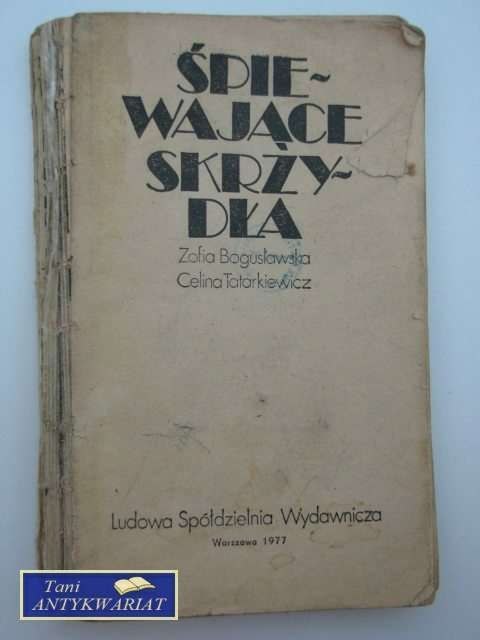 ŚPIE-
WAJĄCE
SKRZY-
DŁA
Zofia Bogusławska
Celina Tatarkiewicz
Ludowa Spółdzielnia Wydawnicza
Warszawa 1977
Tani
ANTYKWARIAT